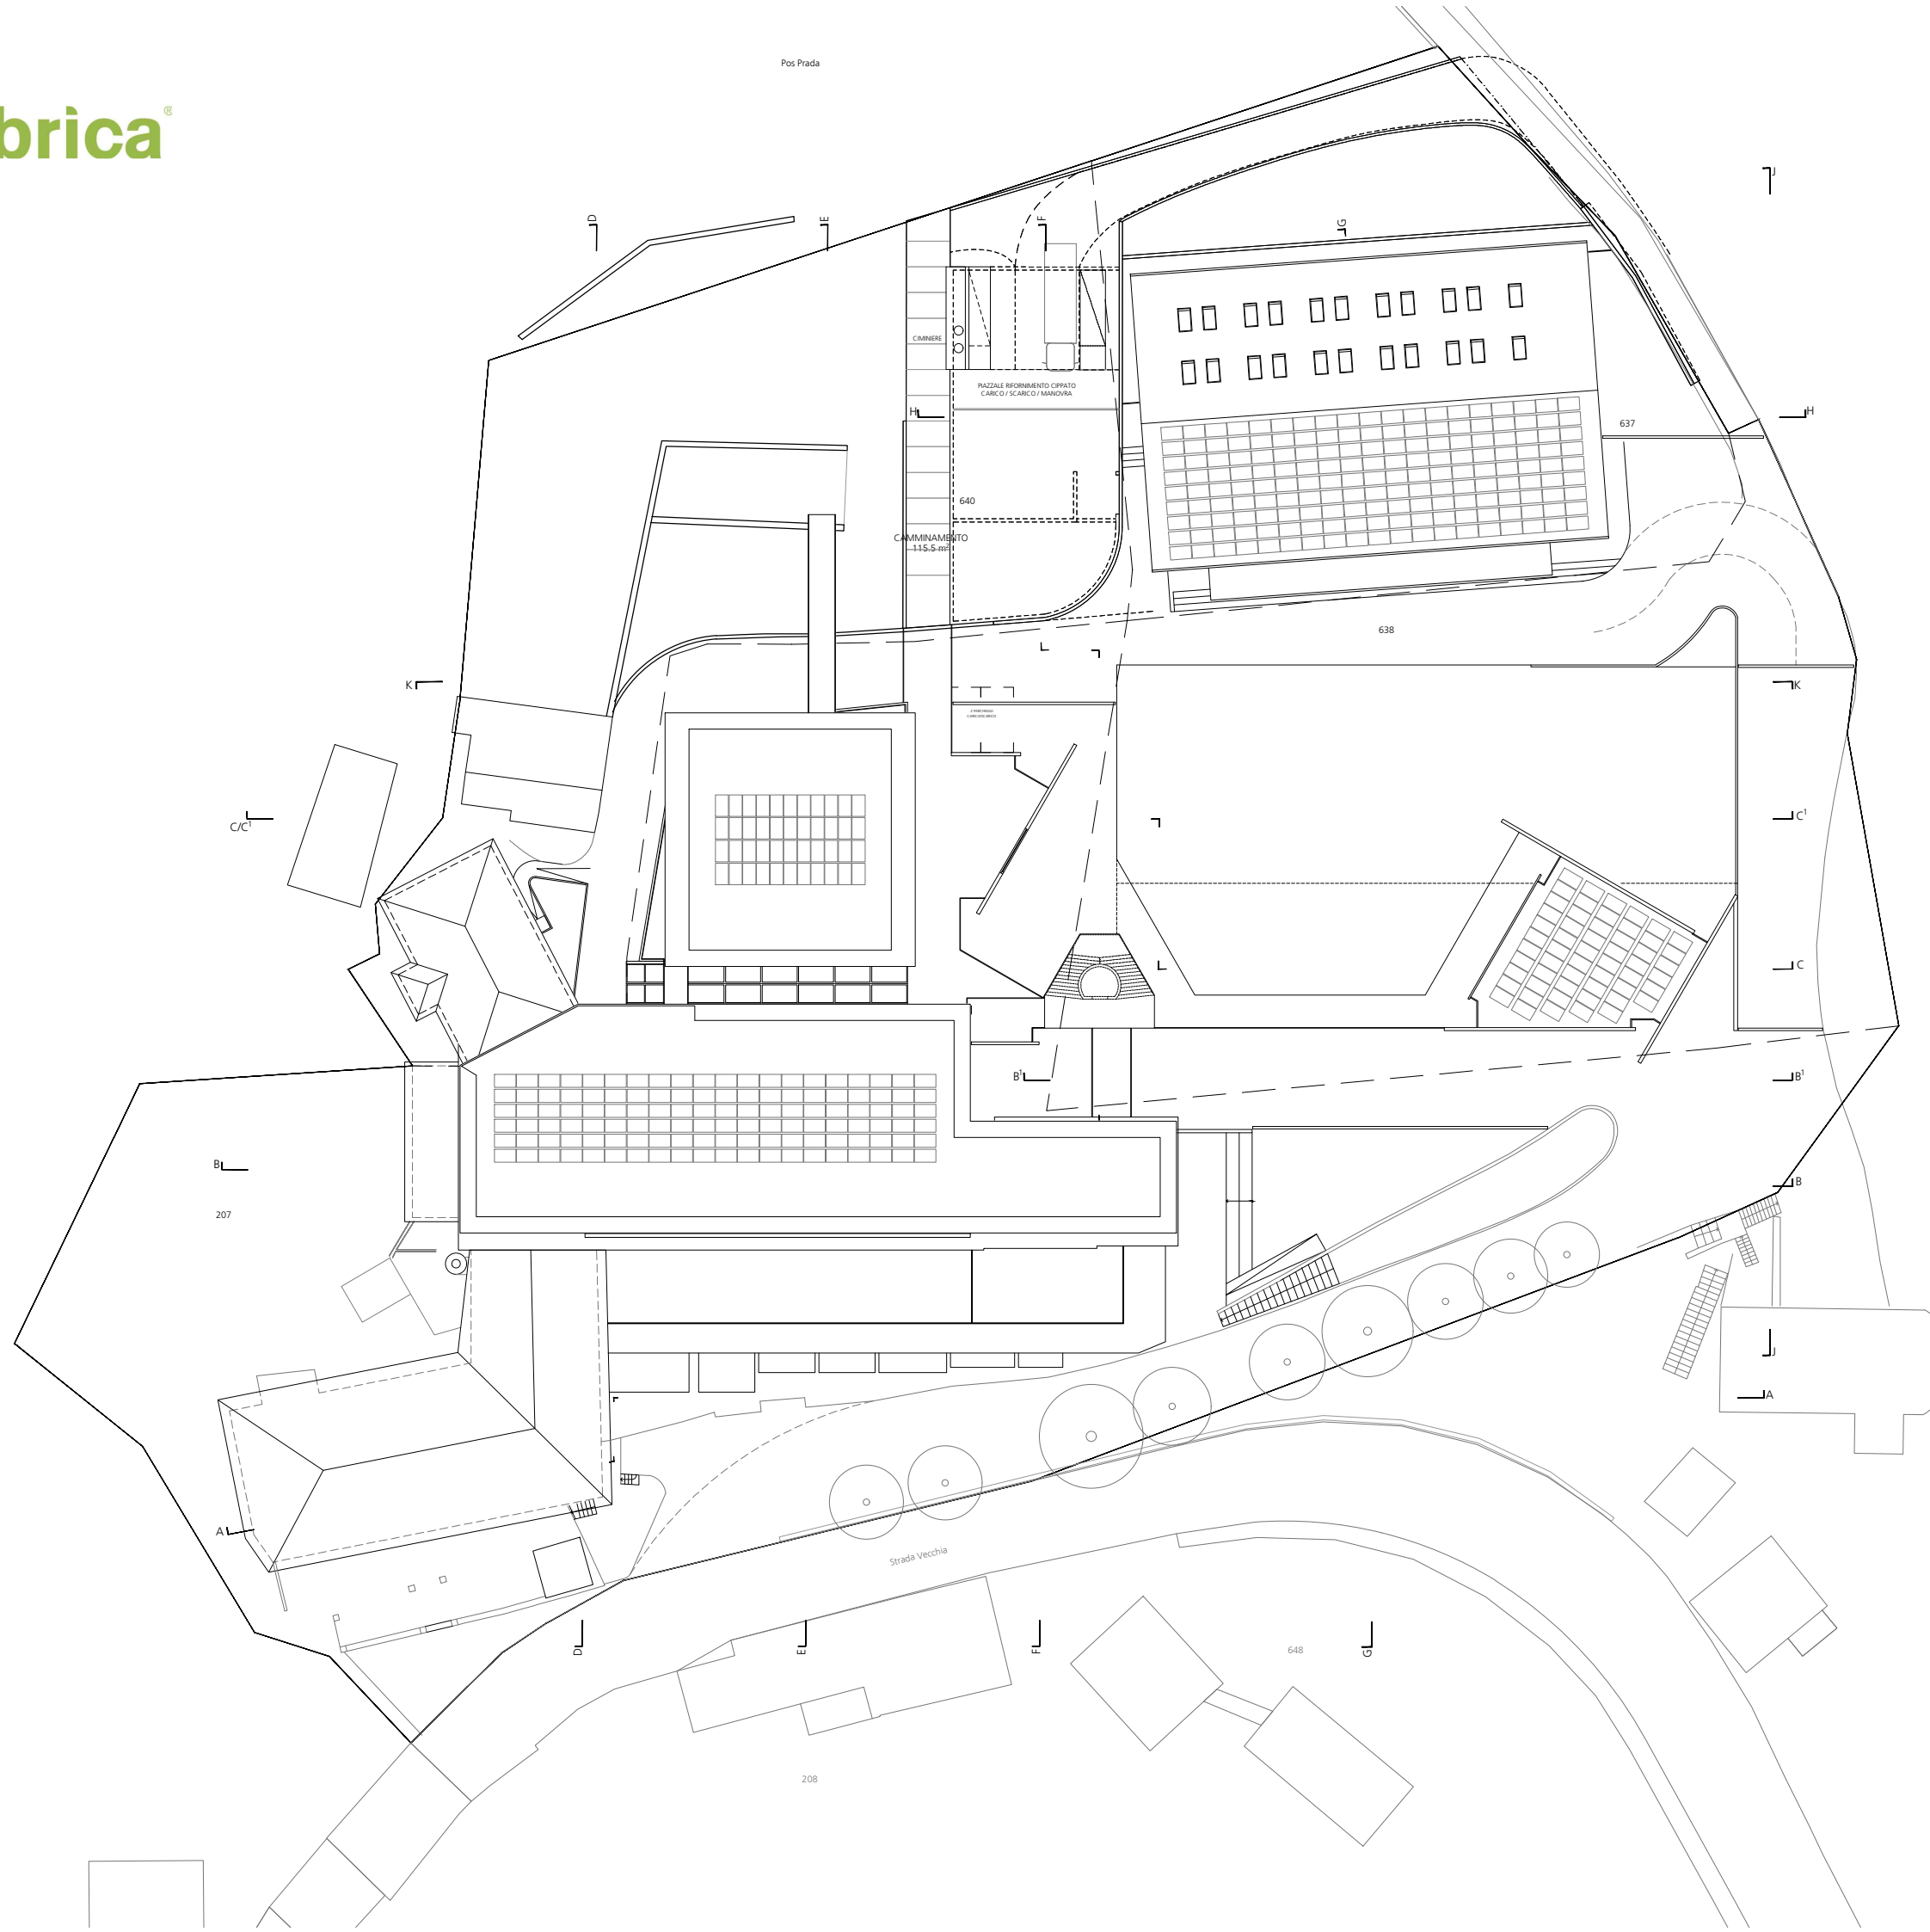 Pos Prada
brica®
J
D
E
F
G
CIMINIERE
PIAZZALE RIFORNIMENTO CIPPATO
CARICO / SCARICO / MANOVRA
H
H
637
640
CAMMINAMENTO
115.5 m²
638
K
K
C/C¹
C¹
C
B¹
B¹
B
B
207
J
A
A
Strada Vecchia
D
E
F
G
648
208